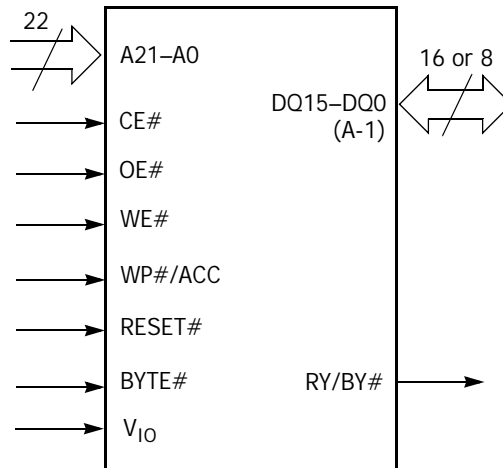 22
A21–A0
16 or 8
DQ15–DQ0
(A-1)
CE#
OE#
WE#
WP#/ACC
RESET#
BYTE#
RY/BY#
VIO